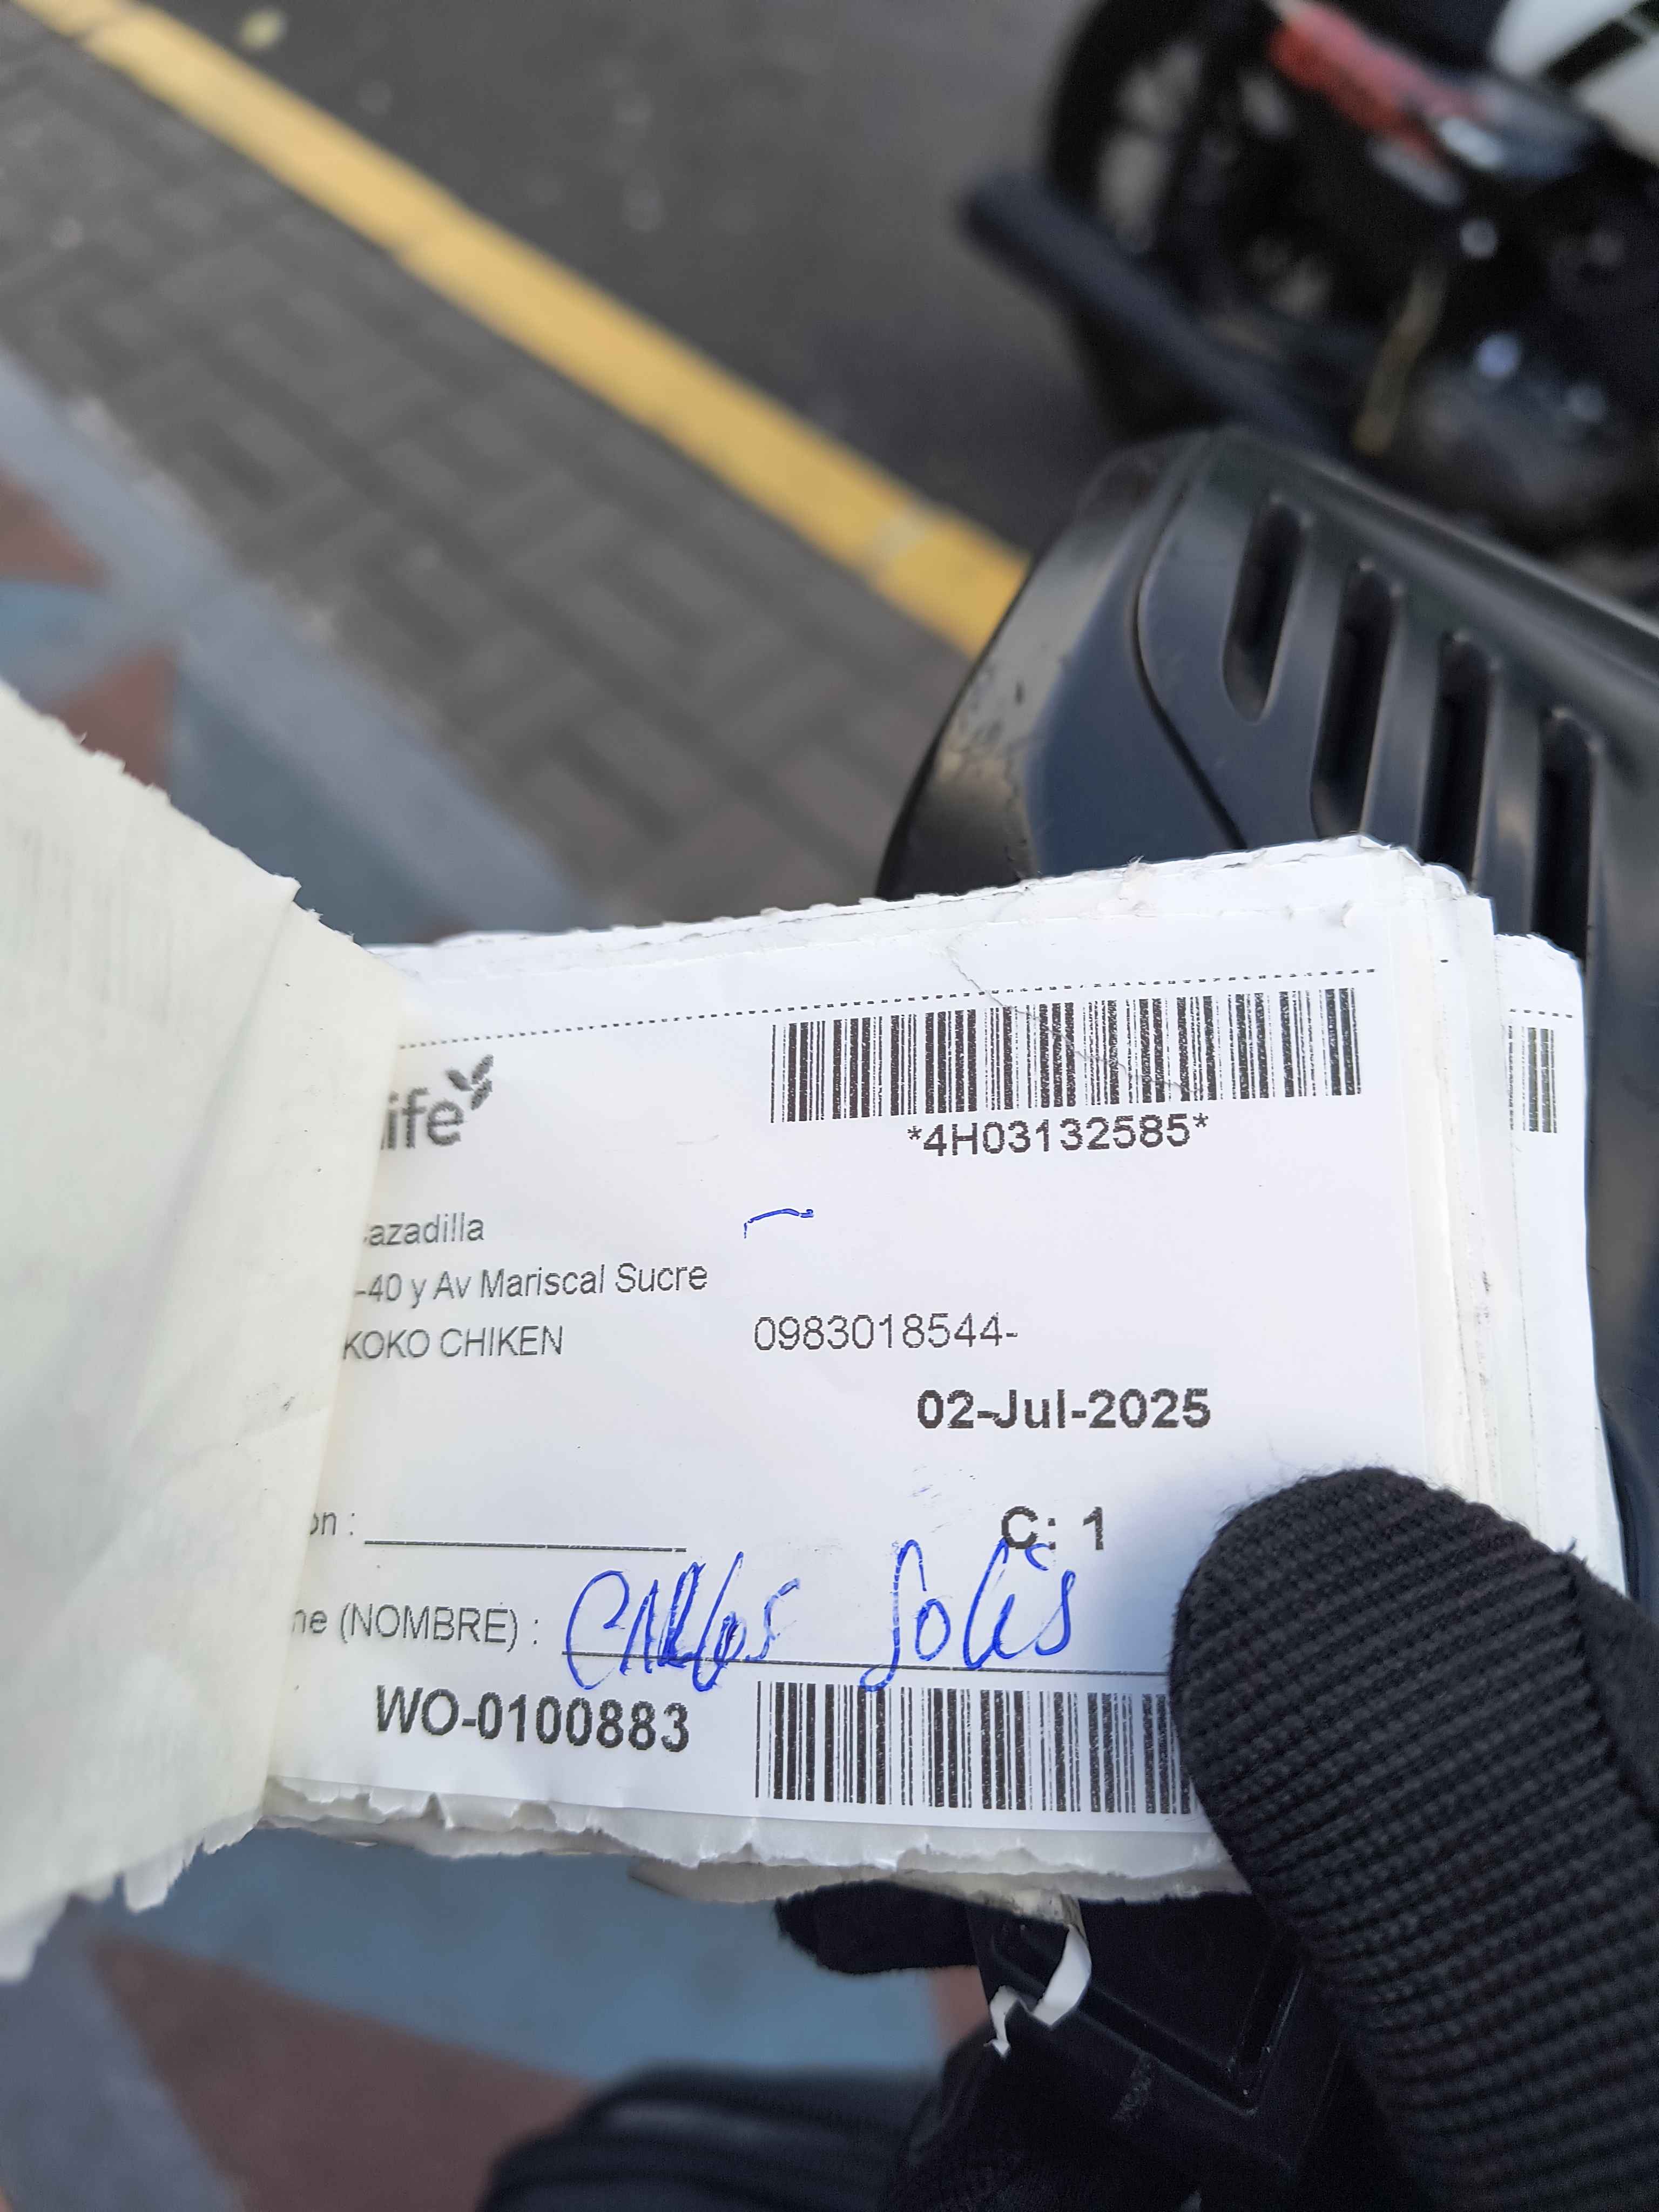 ife
*4H03132585*
azadilla
-40 y Av Mariscal Sucre
KOKO CHIKEN
0983018544-
02-Jul-2025
on :
C: 1
ne (NOMBRE) : Carlos Solis
WO-0100883